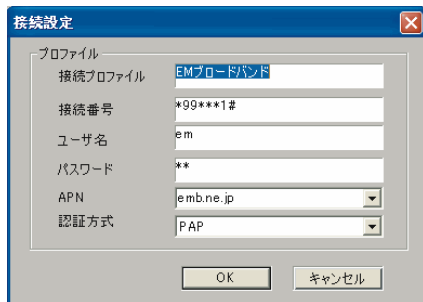 接続設定
プロファイル
接続プロファイル EMブロードバンド
接続番号 *99***1#
ユーザ名 em
パスワード **
APN emb.ne.jp
認証方式 PAP
OK キャンセル